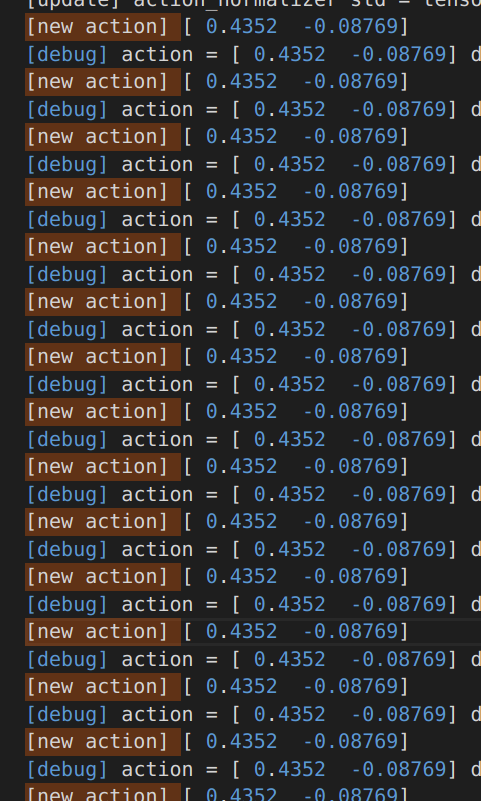 [update] action_normalizer std = tenso
[new action] [ 0.4352  -0.08769]
[debug] action = [ 0.4352  -0.08769] d
[new action] [ 0.4352  -0.08769]
[debug] action = [ 0.4352  -0.08769] d
[new action] [ 0.4352  -0.08769]
[debug] action = [ 0.4352  -0.08769] d
[new action] [ 0.4352  -0.08769]
[debug] action = [ 0.4352  -0.08769] d
[new action] [ 0.4352  -0.08769]
[debug] action = [ 0.4352  -0.08769] d
[new action] [ 0.4352  -0.08769]
[debug] action = [ 0.4352  -0.08769] d
[new action] [ 0.4352  -0.08769]
[debug] action = [ 0.4352  -0.08769] d
[new action] [ 0.4352  -0.08769]
[debug] action = [ 0.4352  -0.08769] d
[new action] [ 0.4352  -0.08769]
[debug] action = [ 0.4352  -0.08769] d
[new action] [ 0.4352  -0.08769]
[debug] action = [ 0.4352  -0.08769] d
[new action] [ 0.4352  -0.08769]
[debug] action = [ 0.4352  -0.08769] d
[new action] [ 0.4352  -0.08769]
[debug] action = [ 0.4352  -0.08769] d
[new action] [ 0.4352  -0.08769]
[debug] action = [ 0.4352  -0.08769] d
[new action] [ 0.4352  -0.08769]
[debug] action = [ 0.4352  -0.08769] d
[new action] [ 0.4352  -0.08769]